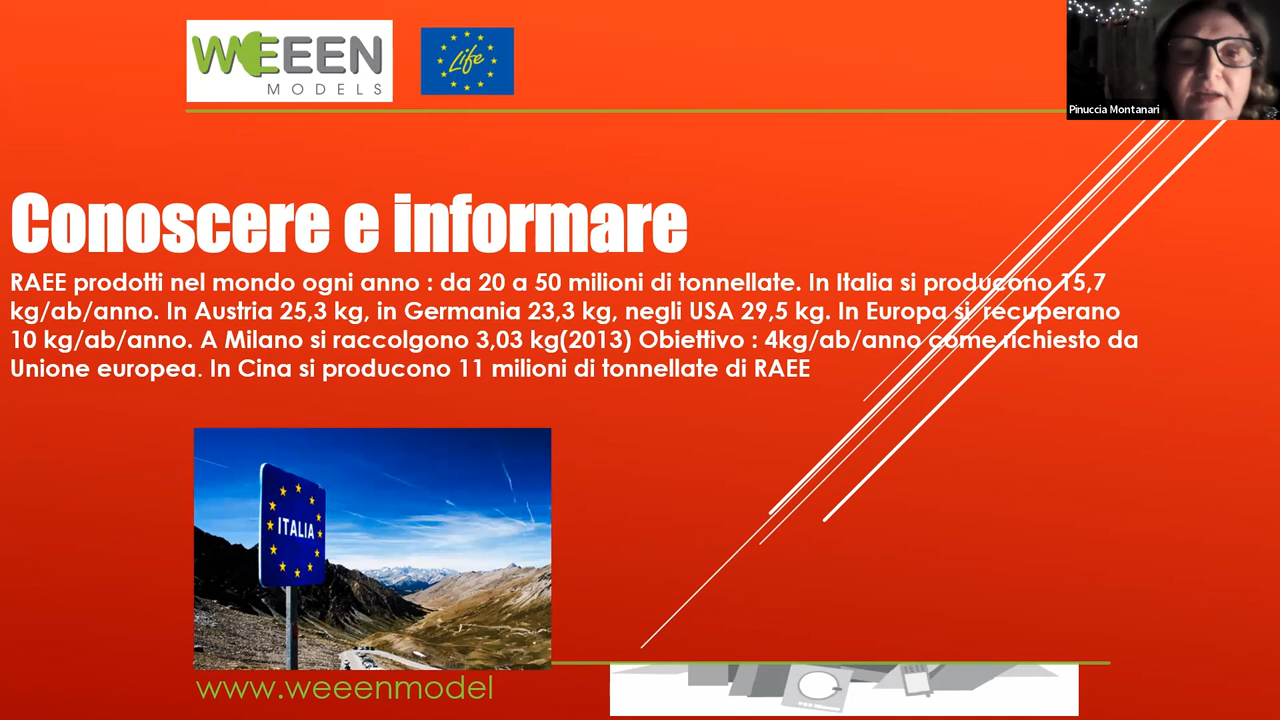 WEEEN
MODELS
Life
Pinuccia Montanari
Conoscere e informare
RAEE prodotti nel mondo ogni anno : da 20 a 50 milioni di tonnellate. In Italia si producono 15,7
kg/ab/anno. In Austria 25,3 kg, in Germania 23,3 kg, negli USA 29,5 kg. In Europa si recuperano
10 kg/ab/anno. A Milano si raccolgono 3,03 kg(2013) Obiettivo : 4kg/ab/anno come richiesto da
Unione europea. In Cina si producono 11 milioni di tonnellate di RAEE
ITALIA
www.weeenmodel